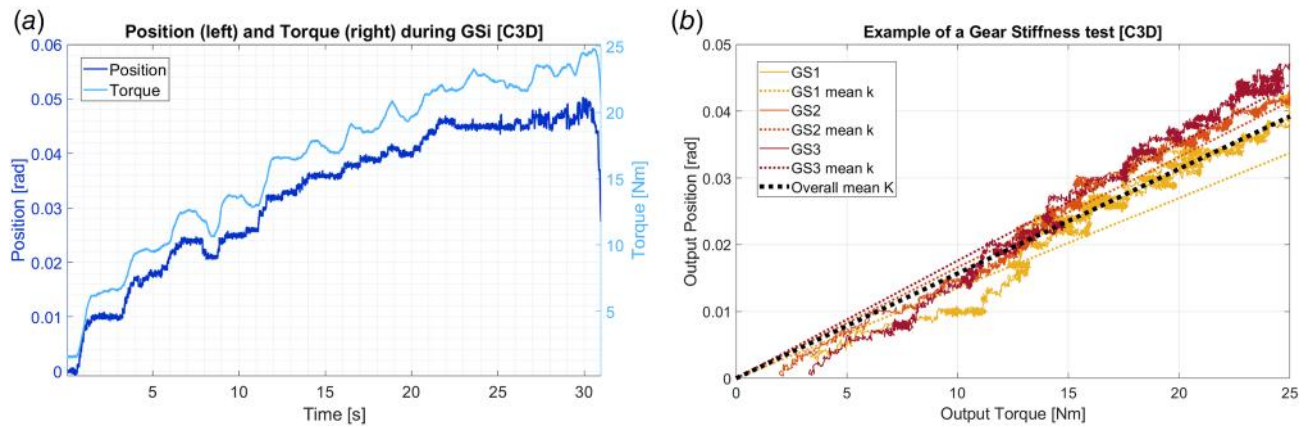 (a)
Position (left) and Torque (right) during GSi [C3D]
0.06
0.05
0.04
0.03
0.02
0.01
0
Position [rad]
Position
Torque
25
20
15
10
5
Torque [Nm]
5
10
15
20
25
30
Time [s]
(b)
Example of a Gear Stiffness test [C3D]
0.05
0.04
0.03
0.02
0.01
0
Output Position [rad]
GS1
GS1 mean k
GS2
GS2 mean k
GS3
GS3 mean k
Overall mean K
0
5
10
15
20
25
Output Torque [Nm]